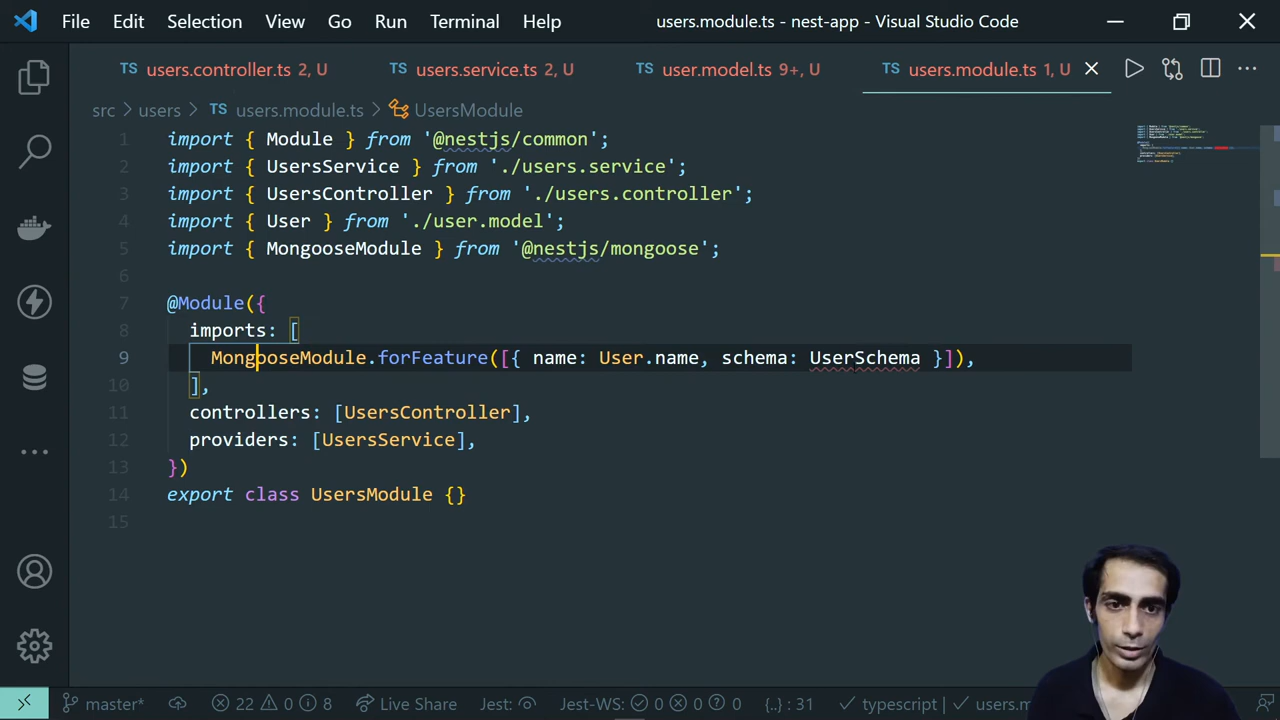 File Edit Selection View Go Run Terminal Help users.module.ts - nest-app - Visual Studio Code
TS users.controller.ts 2, U TS users.service.ts 2, U TS user.model.ts 9+, U TS users.module.ts 1, U
src > users > TS users.module.ts > UsersModule
1 import { Module } from '@nestjs/common';
2 import { UsersService } from './users.service';
3 import { UsersController } from './users.controller';
4 import { User } from './user.model';
5 import { MongooseModule } from '@nestjs/mongoose';
6
7 @Module({
8 imports: [
9 MongooseModule.forFeature([{ name: User.name, schema: UserSchema }]),
10 ],
11 controllers: [UsersController],
12 providers: [UsersService],
13 })
14 export class UsersModule {}
15
master* 22 0 8 Live Share Jest: Jest-WS: 0 0 0 {..} : 31 typescript | users.m